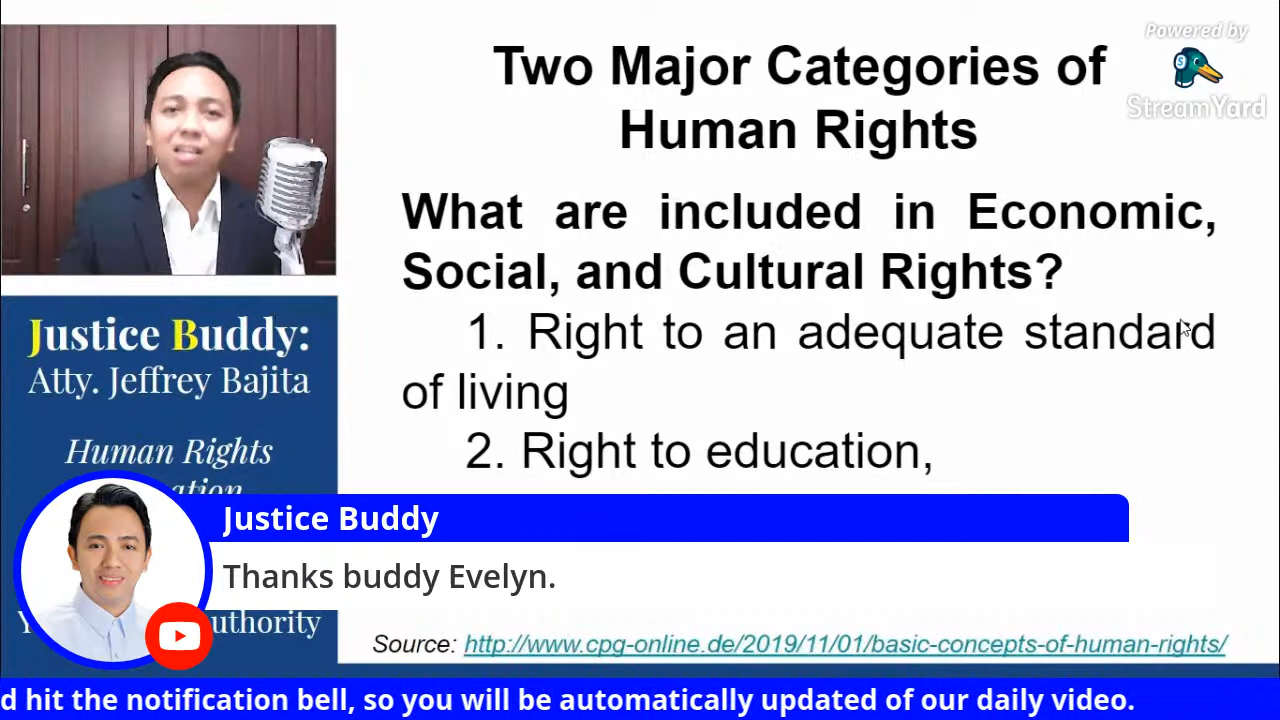 Powered by
StreamYard
Two Major Categories of
Human Rights
What are included in Economic,
Social, and Cultural Rights?
1. Right to an adequate standard
of living
2. Right to education,
Source: http://www.cpg-online.de/2019/11/01/basic-concepts-of-human-rights/
Justice Buddy:
Atty. Jeffrey Bajita
Human Rights
Justice Buddy
Thanks buddy Evelyn.
d hit the notification bell, so you will be automatically updated of our daily video.